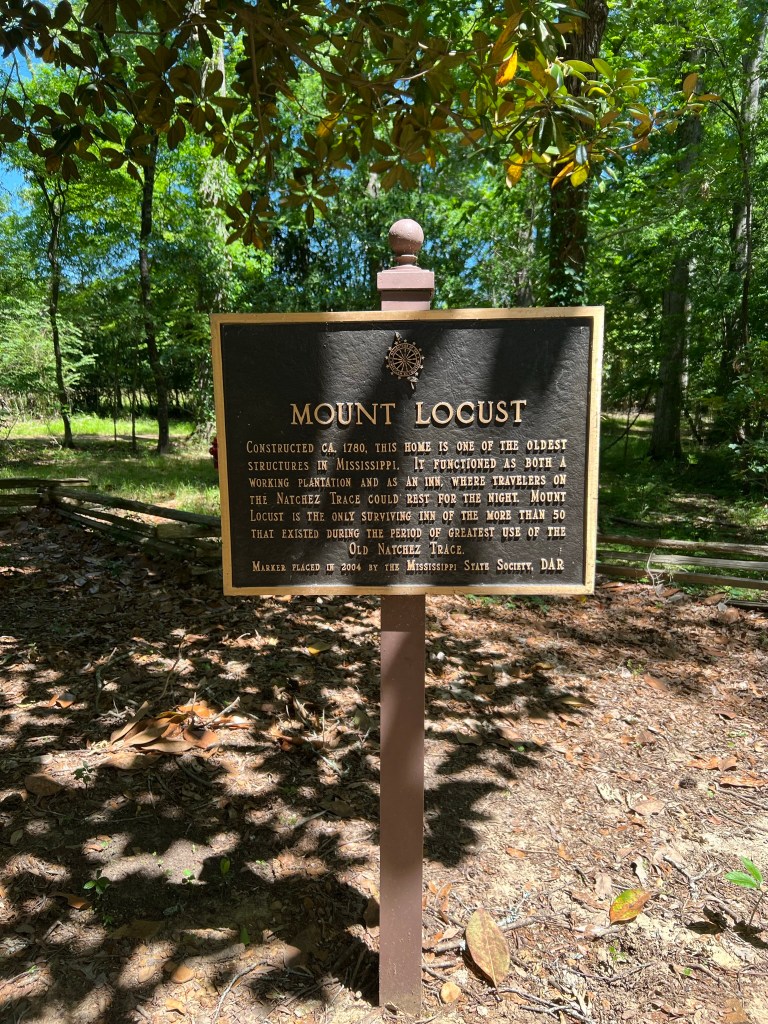 MOUNT LOCUST
CONSTRUCTED CA. 1780, THIS HOME IS ONE OF THE OLDEST
STRUCTURES IN MISSISSIPPI. IT FUNCTIONED AS BOTH A
WORKING PLANTATION AND AS AN INN, WHERE TRAVELERS ON
THE NATCHEZ TRACE COULD REST FOR THE NIGHT. MOUNT
LOCUST IS THE ONLY SURVIVING INN OF THE MORE THAN 50
THAT EXISTED DURING THE PERIOD OF GREATEST USE OF THE
OLD NATCHEZ TRACE.
MARKER PLACED IN 2004 BY THE MISSISSIPPI STATE SOCIETY, DAR